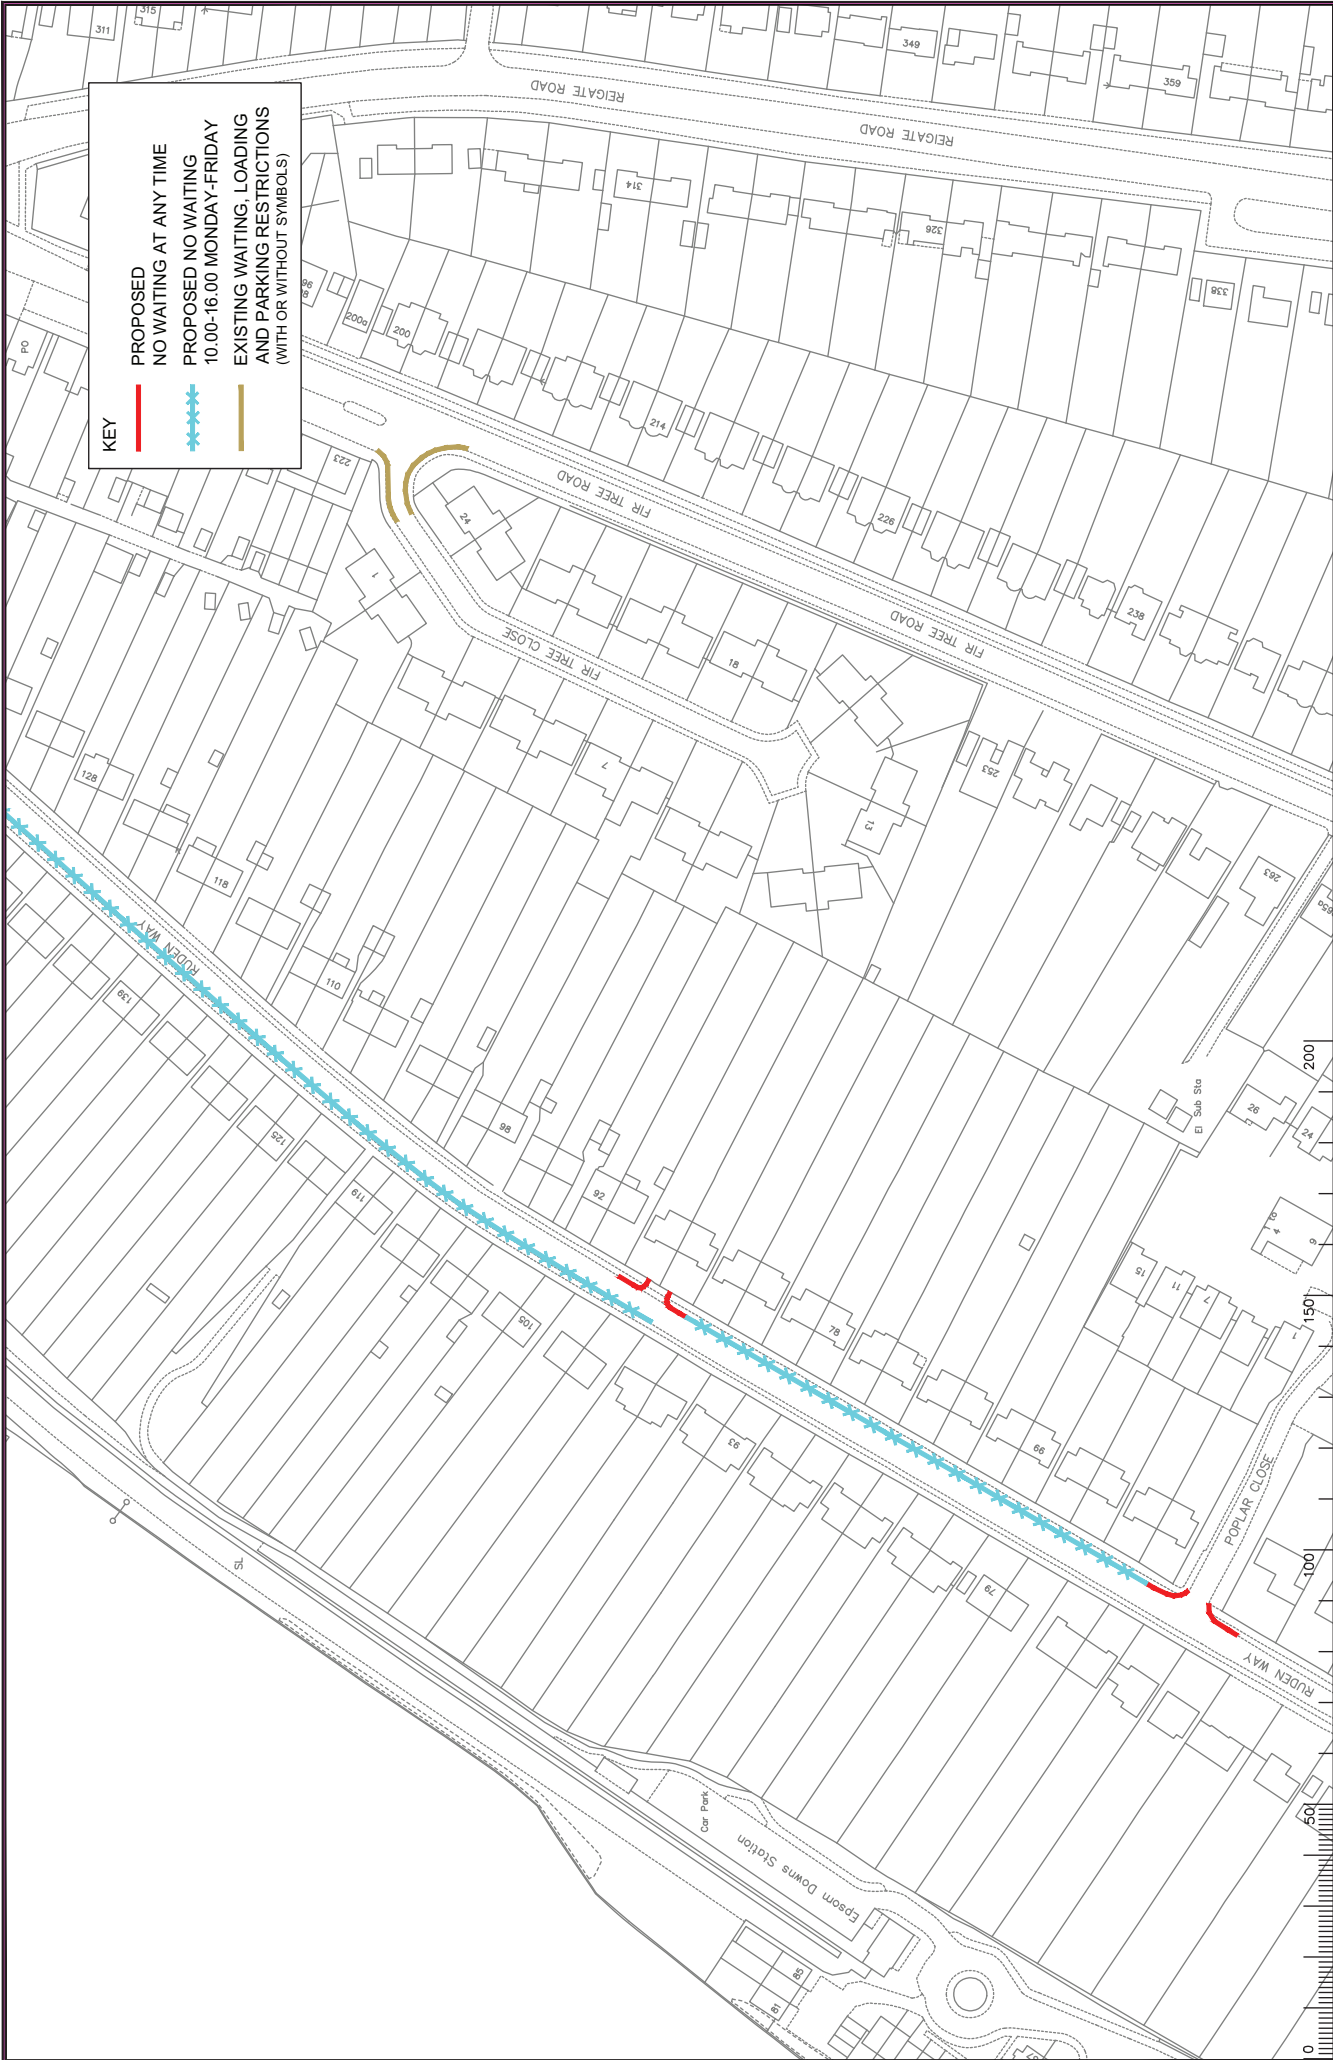 KEY
PROPOSED
NO WAITING AT ANY TIME
PROPOSED NO WAITING
10.00-16.00 MONDAY-FRIDAY
EXISTING WAITING, LOADING
AND PARKING RESTRICTIONS
(WITH OR WITHOUT SYMBOLS)
311
315
349
359
REIGATE ROAD
REIGATE ROAD
314
326
338
PO
200a
200
214
226
238
223
24
1
18
7
13
253
263
265a
FIR TREE ROAD
FIR TREE ROAD
FIR TREE CLOSE
128
118
110
98
92
78
66
RUDEN WAY
139
125
119
105
93
79
El Sub Sta
26
24
15
11
7
1
4
9
POPLAR CLOSE
RUDEN WAY
SL
Car Park
Epsom Downs Station
85
81
0
50
100
150
200